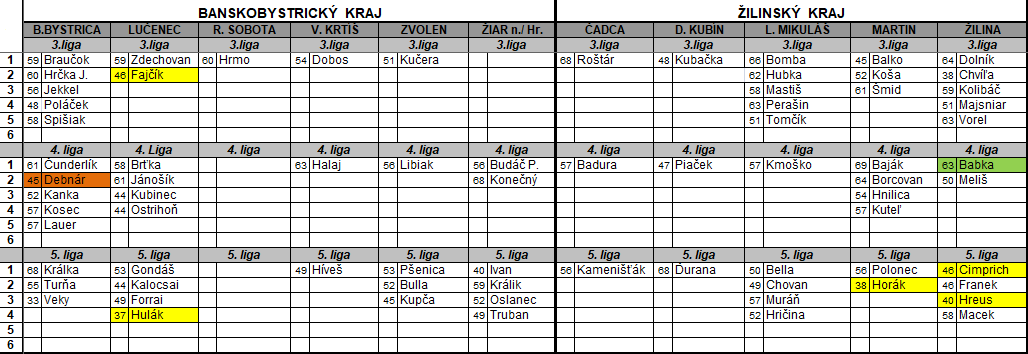 BANSKOBYSTRICKÝ KRAJ ŽILINSKÝ KRAJ
B.BYSTRICA LUČENEC R. SOBOTA V. KRTÍŠ ZVOLEN ŽIAR n./ Hr. ČADCA D. KUBÍN L. MIKULÁŠ MARTIN ŽILINA
3.liga 3.liga 3.liga 3.liga 3.liga 3.liga 3.liga 3.liga 3.liga 3.liga 3.liga
1 59 Braučok 59 Zdechovan 60 Hrmo 54 Dobos 51 Kučera 68 Roštár 48 Kubačka 66 Bomba 45 Balko 64 Dolník
2 60 Hrčka J. 46 Fajčík 62 Hubka 52 Koša 38 Chvíľa
3 56 Jekkel 58 Mastiš 61 Šmid 59 Kolibáč
4 48 Poláček 63 Perašin 51 Majsniar
5 58 Spišiak 51 Tomčík 63 Vorel
6
4. liga 4. Liga 4. liga 4. liga 4. liga 4. liga 4. liga 4. liga 4. liga 4. liga 4. liga
1 61 Čunderlík 58 Brťka 63 Halaj 56 Libiak 56 Budáč P. 57 Badura 47 Piaček 57 Kmoško 69 Baják 63 Babka
2 45 Debnár 61 Jánošík 68 Konečný 64 Borcovan 50 Meliš
3 52 Kanka 44 Kubinec 54 Hnilica
4 57 Kosec 44 Ostrihoň 57 Kuteľ
5 57 Lauer
6
5. liga 5. liga 5. liga 5. liga 5. liga 5. liga 5. liga 5. liga 5. liga 5. liga 5. liga
1 68 Králka 53 Gondáš 49 Híveš 53 Pšenica 40 Ivan 56 Kamenišťák 68 Ďurana 50 Bella 56 Polonec 46 Cimprich
2 55 Turňa 44 Kalocsai 52 Bulla 59 Králik 49 Chovan 38 Horák 46 Franek
3 33 Veky 49 Forrai 45 Kupča 52 Oslanec 57 Muráň 40 Hreus
4 37 Hulák 49 Truban 52 Hričina 58 Macek
5
6